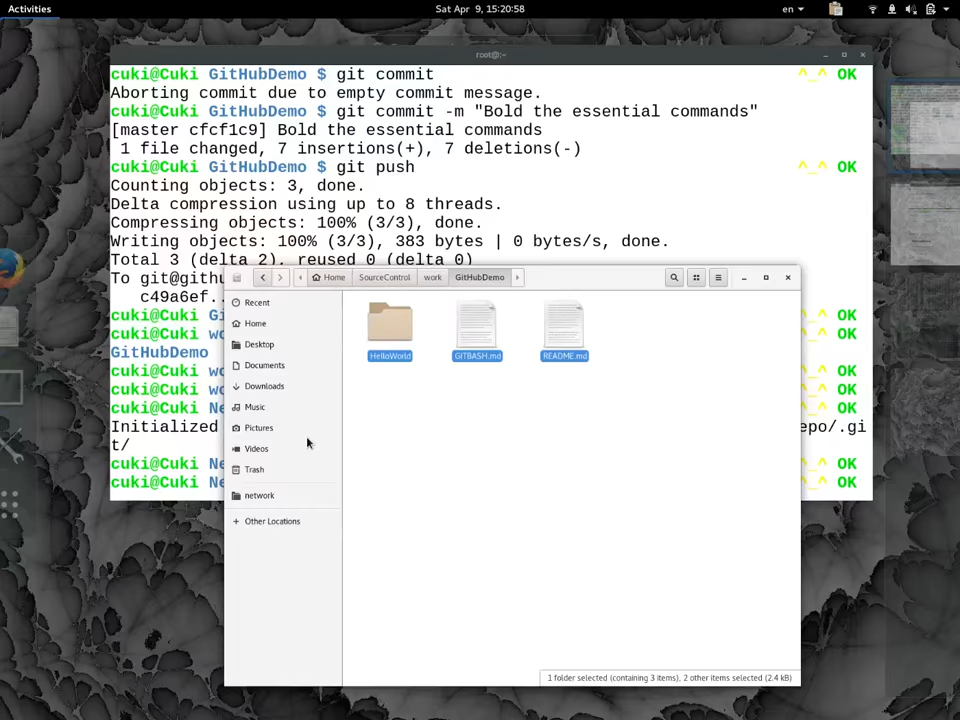 Activities
Sat Apr 9, 15:20:58
en
root@:~
cuki@Cuki GitHubDemo $ git commit ^_^ OK
Aborting commit due to empty commit message.
cuki@Cuki GitHubDemo $ git commit -m "Bold the essential commands"
[master cfcf1c9] Bold the essential commands
1 file changed, 7 insertions(+), 7 deletions(-)
cuki@Cuki GitHubDemo $ git push ^_^ OK
Counting objects: 3, done.
Delta compression using up to 8 threads.
Compressing objects: 100% (3/3), done.
Writing objects: 100% (3/3), 383 bytes | 0 bytes/s, done.
Total 3 (delta 2), reused 0 (delta 0)
To git@githu
c49a6ef..
cuki@Cuki Gi ^_^ OK
cuki@Cuki wo ^_^ OK
GitHubDemo
cuki@Cuki wo ^_^ OK
cuki@Cuki wo ^_^ OK
cuki@Cuki Ne ^_^ OK
Initialized epo/.gi
t/
cuki@Cuki Ne ^_^ OK
cuki@Cuki Ne ^_^ OK
Home SourceControl work GitHubDemo
Recent
Home
Desktop
Documents
Downloads
Music
Pictures
Videos
Trash
network
+ Other Locations
HelloWorld GITBASH.md README.md
1 folder selected (containing 3 items), 2 other items selected (2.4 kB)